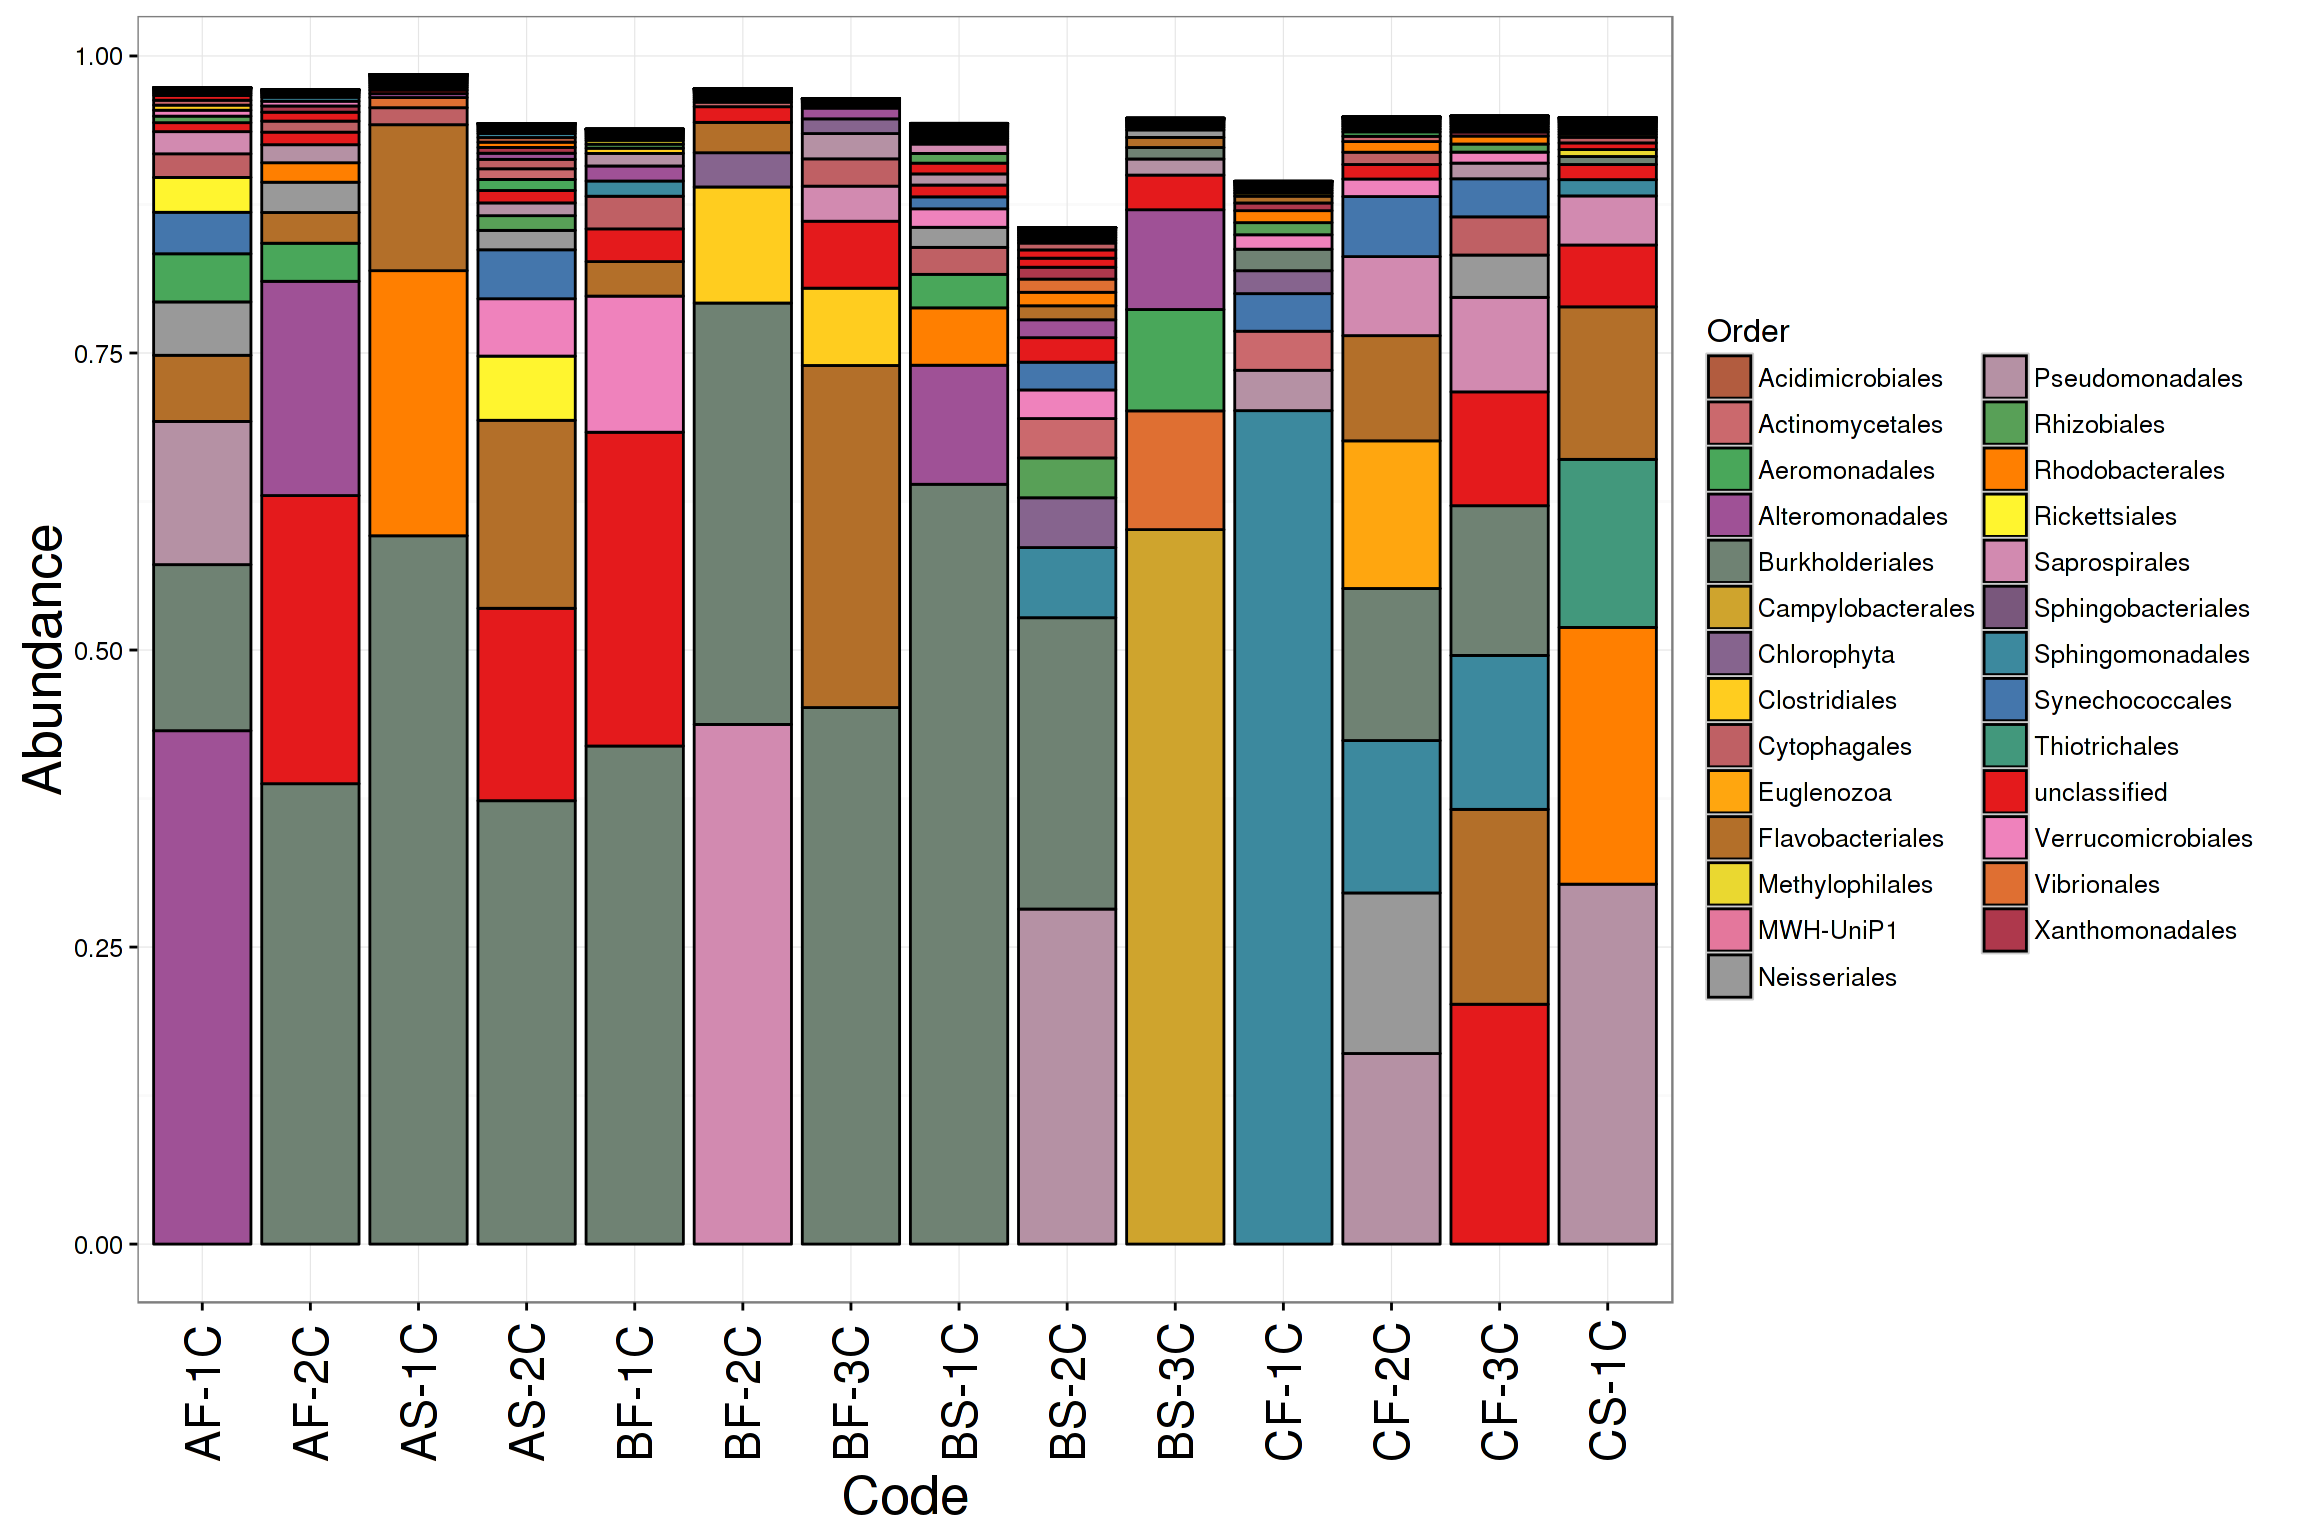 Abundance
1.00
0.75
0.50
0.25
0.00
AF-1C
AF-2C
AS-1C
AS-2C
BF-1C
BF-2C
BF-3C
BS-1C
BS-2C
BS-3C
CF-1C
CF-2C
CF-3C
CS-1C
Code
Order
Acidimicrobiales
Actinomycetales
Aeromonadales
Alteromonadales
Burkholderiales
Campylobacterales
Chlorophyta
Clostridiales
Cytophagales
Euglenozoa
Flavobacteriales
Methylophilales
MWH-UniP1
Neisseriales
Pseudomonadales
Rhizobiales
Rhodobacterales
Rickettsiales
Saprospirales
Sphingobacteriales
Sphingomonadales
Synechococcales
Thiotrichales
unclassified
Verrucomicrobiales
Vibrionales
Xanthomonadales